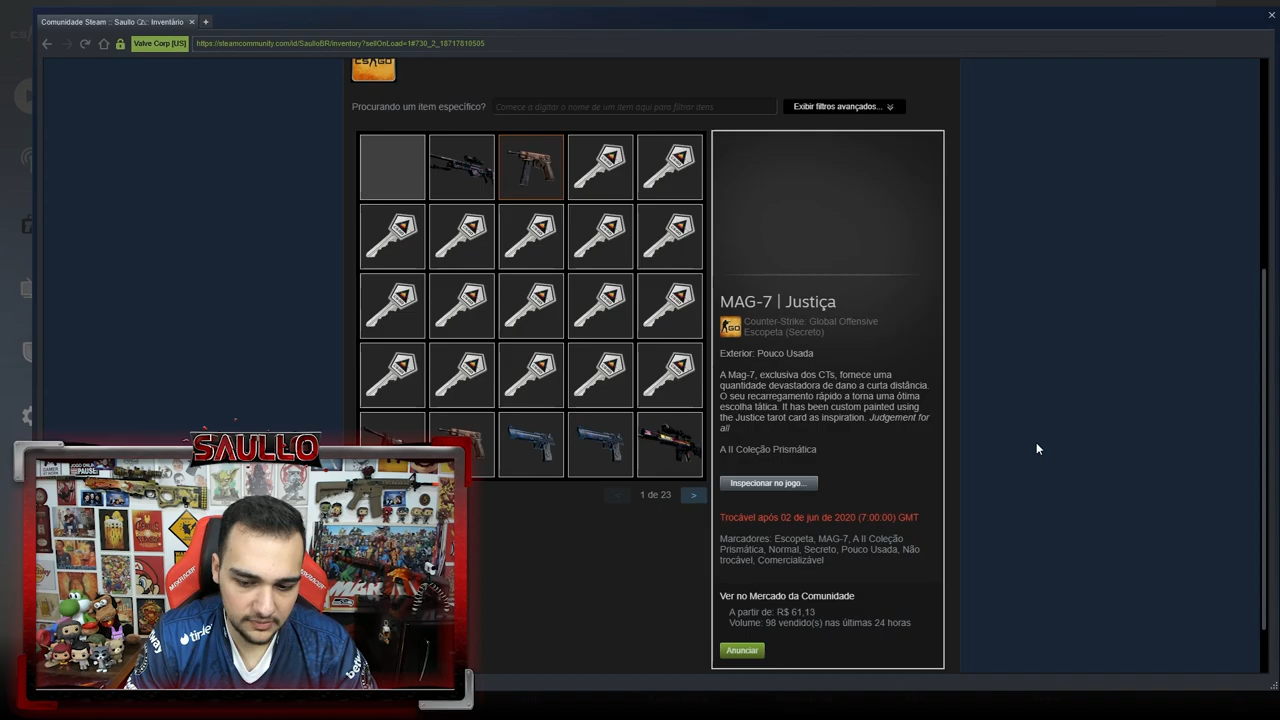 Comunidade Steam :: Saullo :: Inventário
Valve Corp [US]
https://steamcommunity.com/id/SaulloBR/inventory?sellOnLoad=1#730_2_18717810505
CS GO
Procurando um item específico?
Comece a digitar o nome de um item aqui para filtrar itens
Exibir filtros avançados...
MAG-7 | Justiça
GO
Counter-Strike: Global Offensive
Escopeta (Secreto)
Exterior: Pouco Usada
A Mag-7, exclusiva dos CTs, fornece uma
quantidade devastadora de dano a curta distância.
O seu recarregamento rápido a torna uma ótima
escolha tática. It has been custom painted using
the Justice tarot card as inspiration. Judgement for
all
A II Coleção Prismática
Inspecionar no jogo...
1 de 23
>
Trocável após 02 de jun de 2020 (7:00:00) GMT
Marcadores: Escopeta, MAG-7, A II Coleção
Prismática, Normal, Secreto, Pouco Usada, Não
trocável, Comercializável
Ver no Mercado da Comunidade
A partir de: R$ 61,13
Volume: 98 vendido(s) nas últimas 24 horas
Anunciar
SAULLO
PAUSE
MAXRACER